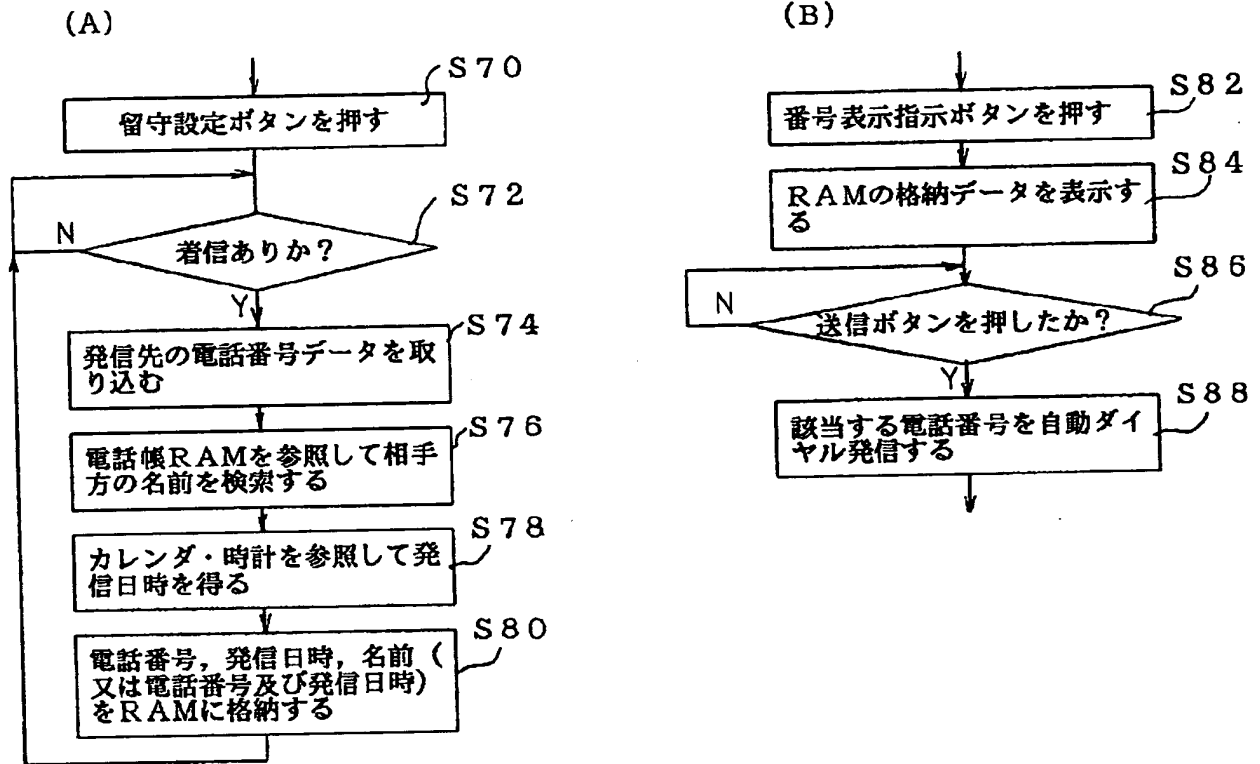 (A)
S70
留守設定ボタンを押す
S72
N
着信ありか？
Y
S74
発信先の電話番号データを取
り込む
S76
電話帳RAMを参照して相手
方の名前を検索する
S78
カレンダ・時計を参照して発
信日時を得る
S80
電話番号，発信日時，名前（
又は電話番号及び発信日時）
をRAMに格納する
(B)
S82
番号表示指示ボタンを押す
S84
RAMの格納データを表示す
る
S86
N
送信ボタンを押したか？
Y
S88
該当する電話番号を自動ダイ
ヤル発信する